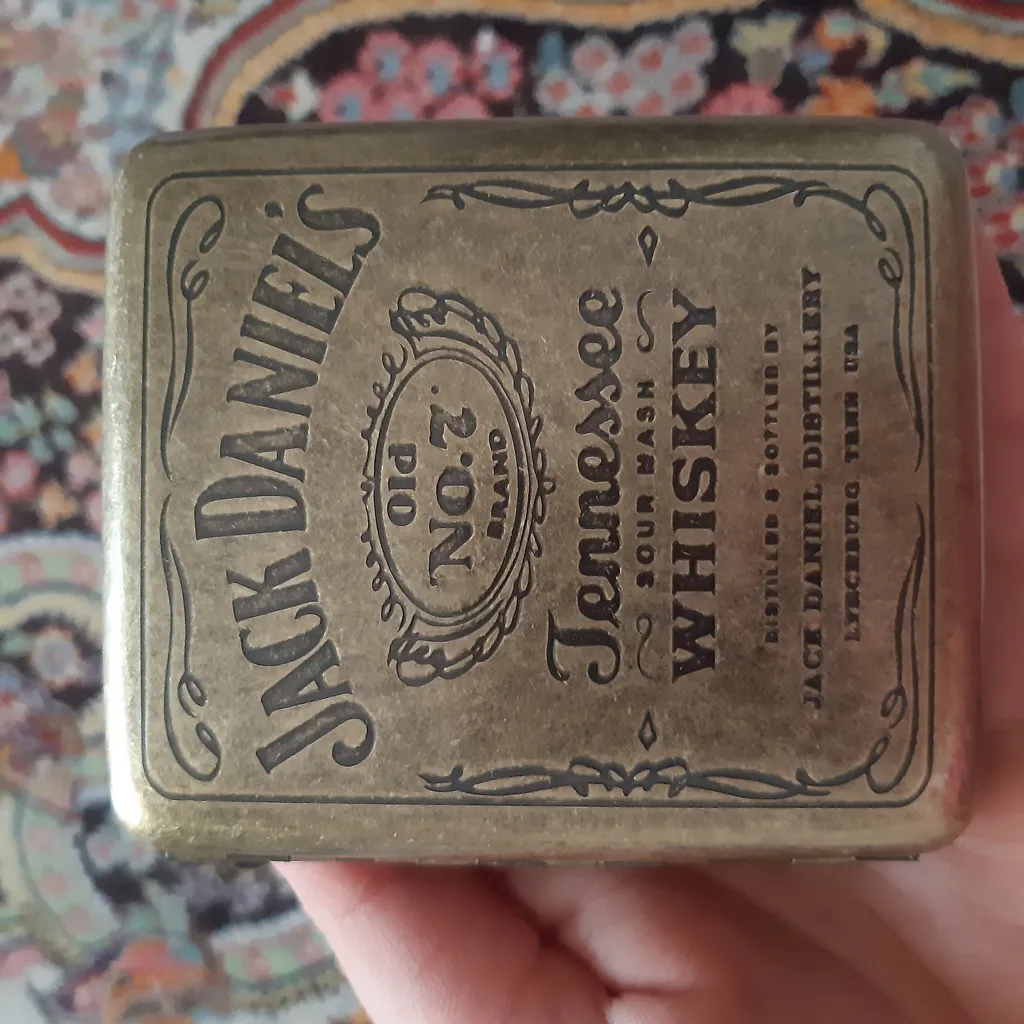 JACK DANIEL'S
OLD
NO. 7
BRAND
Tennessee
SOUR MASH
WHISKEY
DISTILLED & BOTTLED BY
JACK DANIEL DISTILLERY
LYNCHBURG, TENN USA